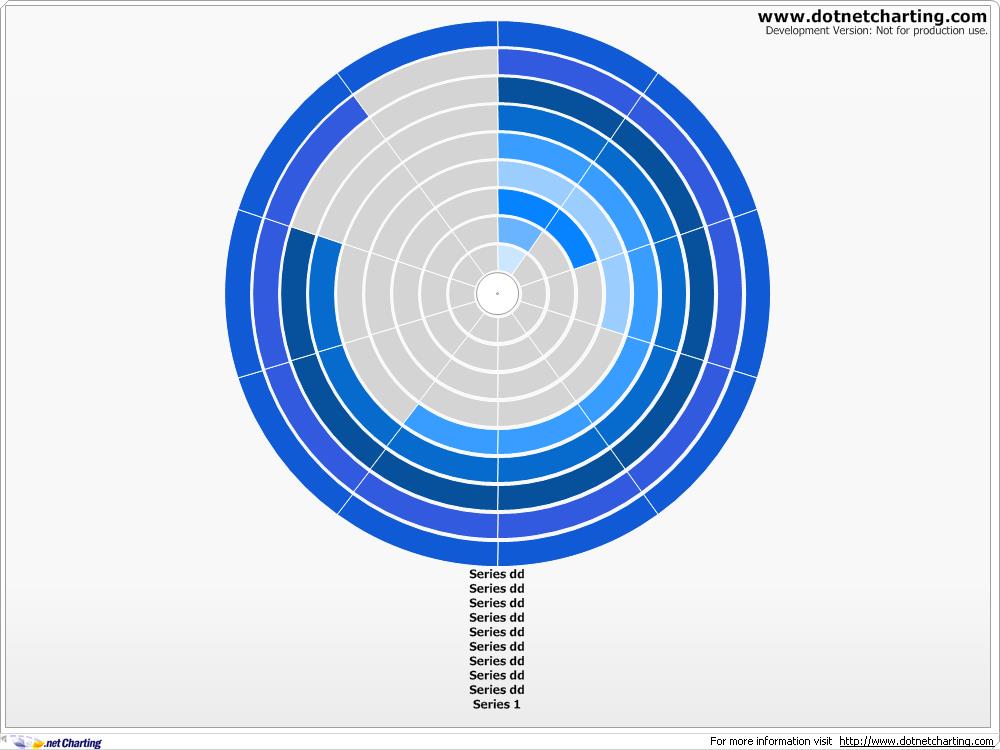 www.dotnetcharting.com
Development Version: Not for production use.
Series dd
Series dd
Series dd
Series dd
Series dd
Series dd
Series dd
Series dd
Series dd
Series 1
.net Charting
For more information visit http://www.dotnetcharting.com